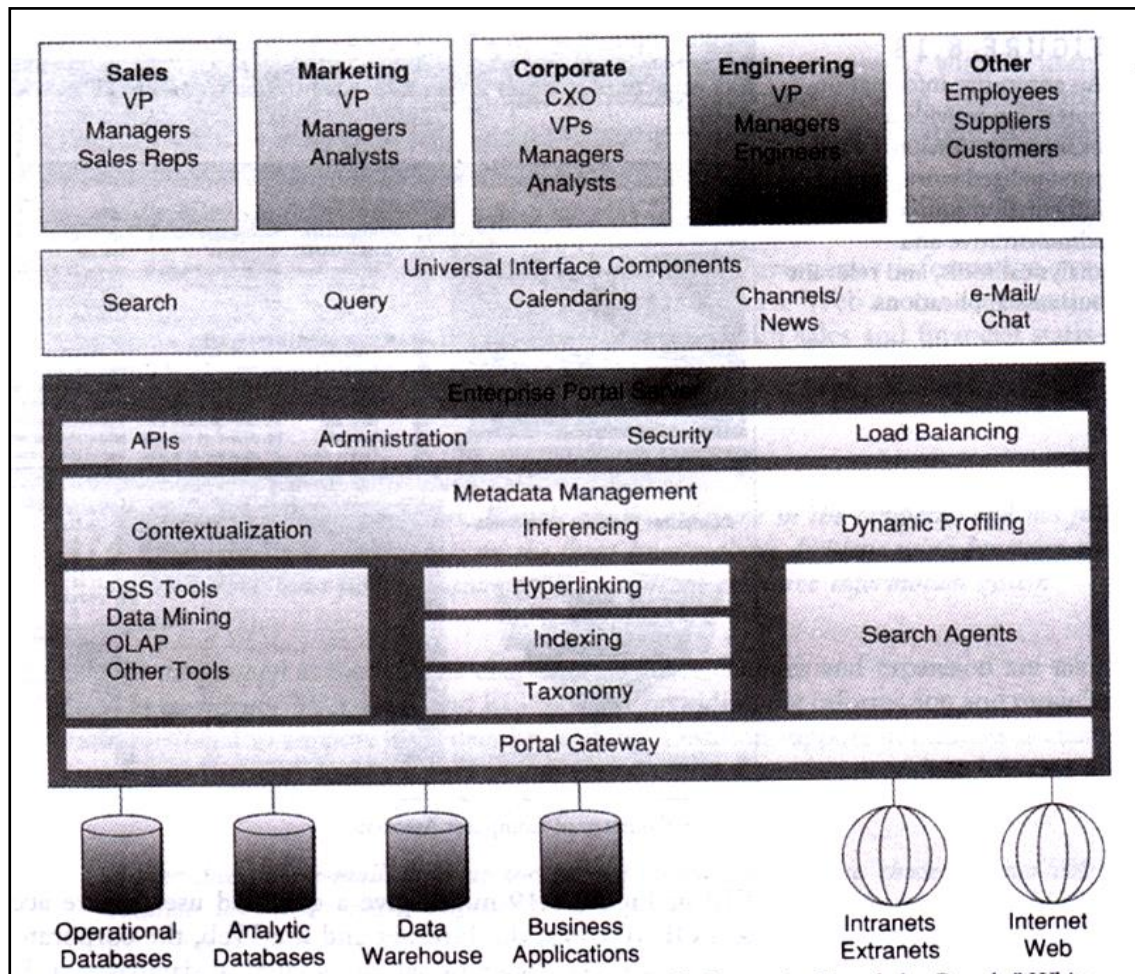 Sales
VP
Managers
Sales Reps
Marketing
VP
Managers
Analysts
Corporate
CXO
VPs
Managers
Analysts
Engineering
VP
Managers
Engineers
Other
Employees
Suppliers
Customers
Universal Interface Components
Search Query Calendaring Channels/ News e-Mail/ Chat
Enterprise Portal Server
APIs Administration Security Load Balancing
Metadata Management
Contextualization Inferencing Dynamic Profiling
DSS Tools
Data Mining
OLAP
Other Tools
Hyperlinking
Indexing
Taxonomy
Search Agents
Portal Gateway
Operational
Databases
Analytic
Databases
Data
Warehouse
Business
Applications
Intranets
Extranets
Internet
Web